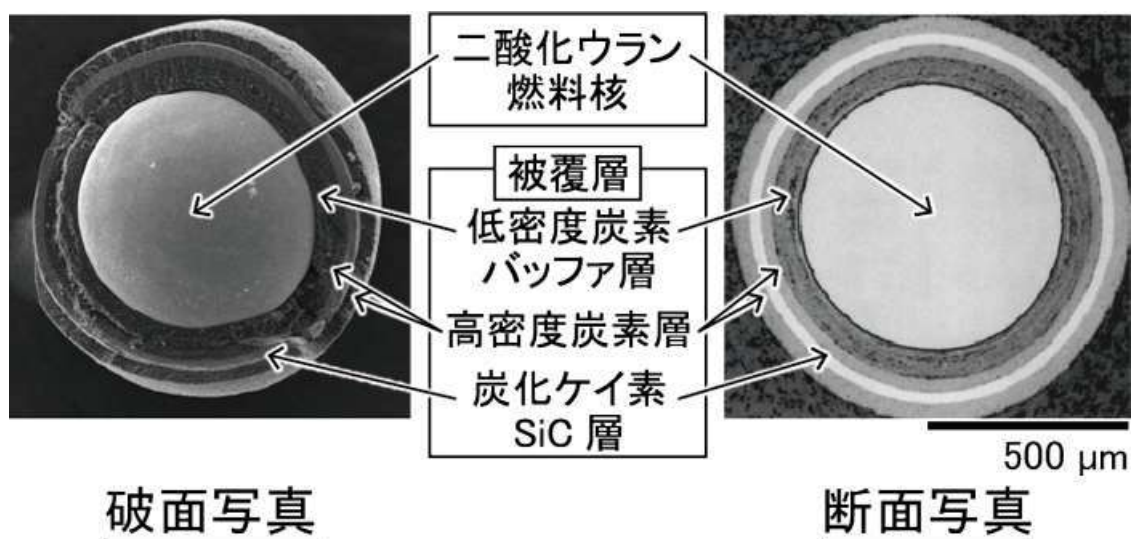 二酸化ウラン
燃料核
被覆層
低密度炭素
バッファ層
高密度炭素層
炭化ケイ素
SiC 層
500 μm
破面写真
断面写真